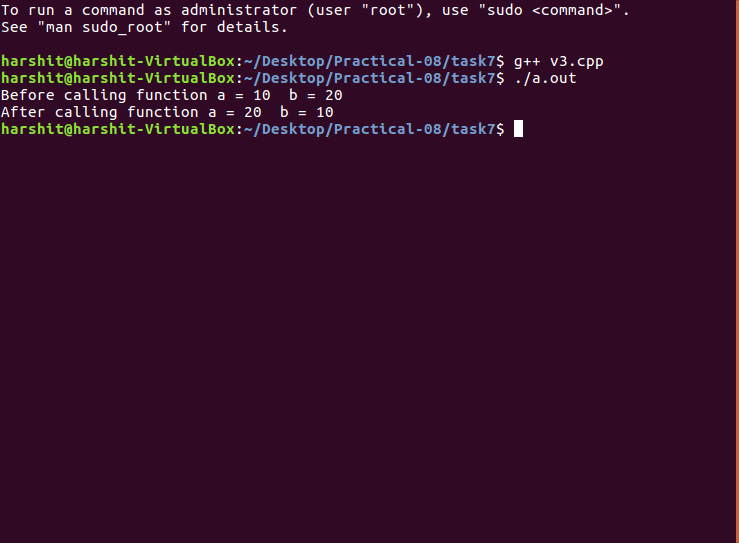 To run a command as administrator (user "root"), use "sudo <command>".
See "man sudo_root" for details.
harshit@harshit-VirtualBox:~/Desktop/Practical-08/task7$ g++ v3.cpp
harshit@harshit-VirtualBox:~/Desktop/Practical-08/task7$ ./a.out
Before calling function a = 10  b = 20
After calling function a = 20  b = 10
harshit@harshit-VirtualBox:~/Desktop/Practical-08/task7$